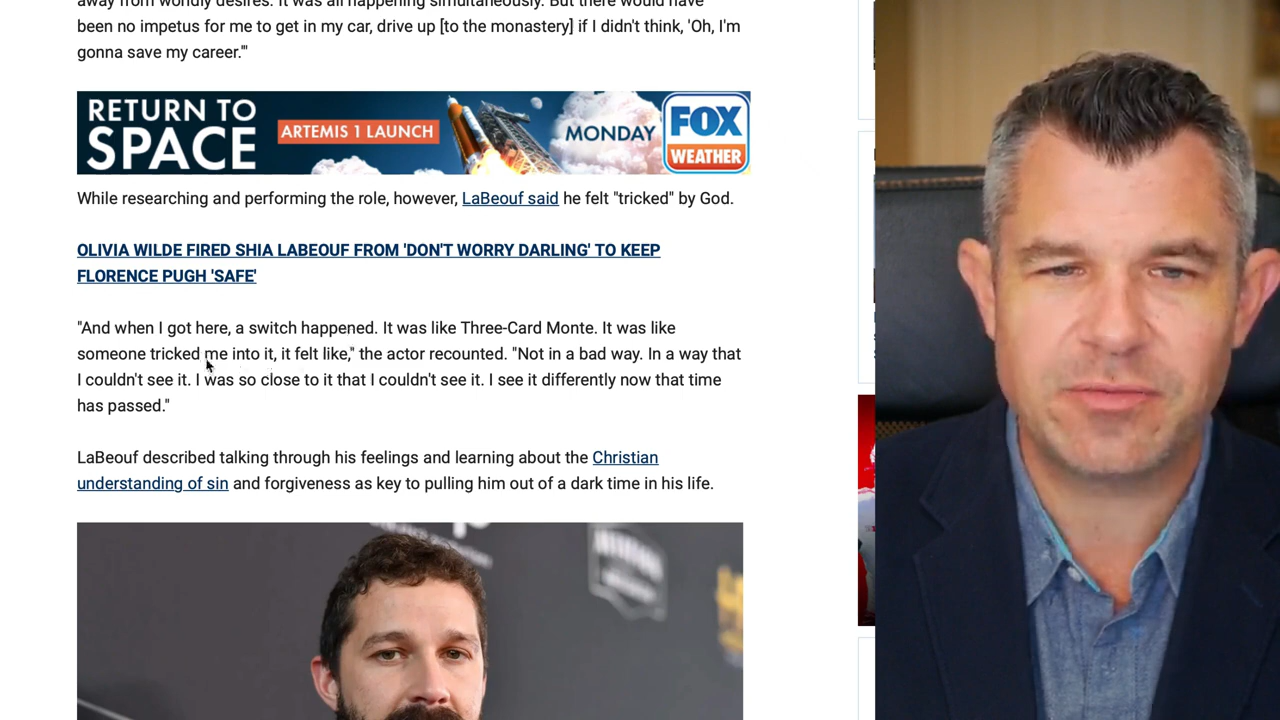 away from worldly desires. It was all happening simultaneously. But there would have
been no impetus for me to get in my car, drive up [to the monastery] if I didn't think, 'Oh, I'm
gonna save my career.'"
RETURN TO
SPACE
ARTEMIS 1 LAUNCH
MONDAY
FOX
WEATHER
While researching and performing the role, however, LaBeouf said he felt "tricked" by God.
OLIVIA WILDE FIRED SHIA LABEOUF FROM 'DON'T WORRY DARLING' TO KEEP
FLORENCE PUGH 'SAFE'
"And when I got here, a switch happened. It was like Three-Card Monte. It was like
someone tricked me into it, it felt like," the actor recounted. "Not in a bad way. In a way that
I couldn't see it. I was so close to it that I couldn't see it. I see it differently now that time
has passed."
LaBeouf described talking through his feelings and learning about the Christian
understanding of sin and forgiveness as key to pulling him out of a dark time in his life.